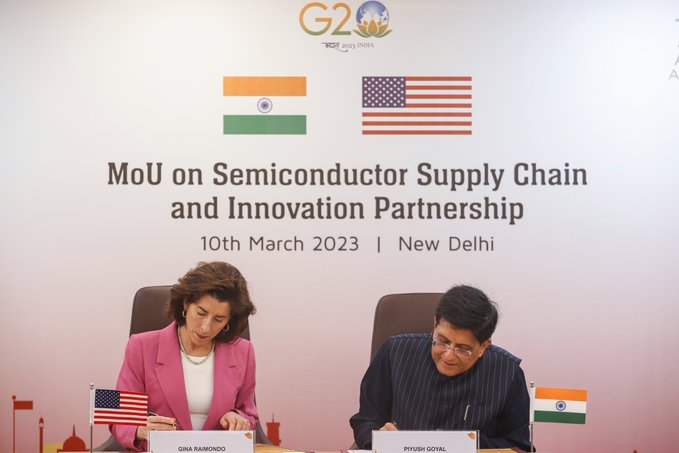 G20
भारत 2023 INDIA
MoU on Semiconductor Supply Chain
and Innovation Partnership
10th March 2023 | New Delhi
GINA RAIMONDO
PIYUSH GOYAL